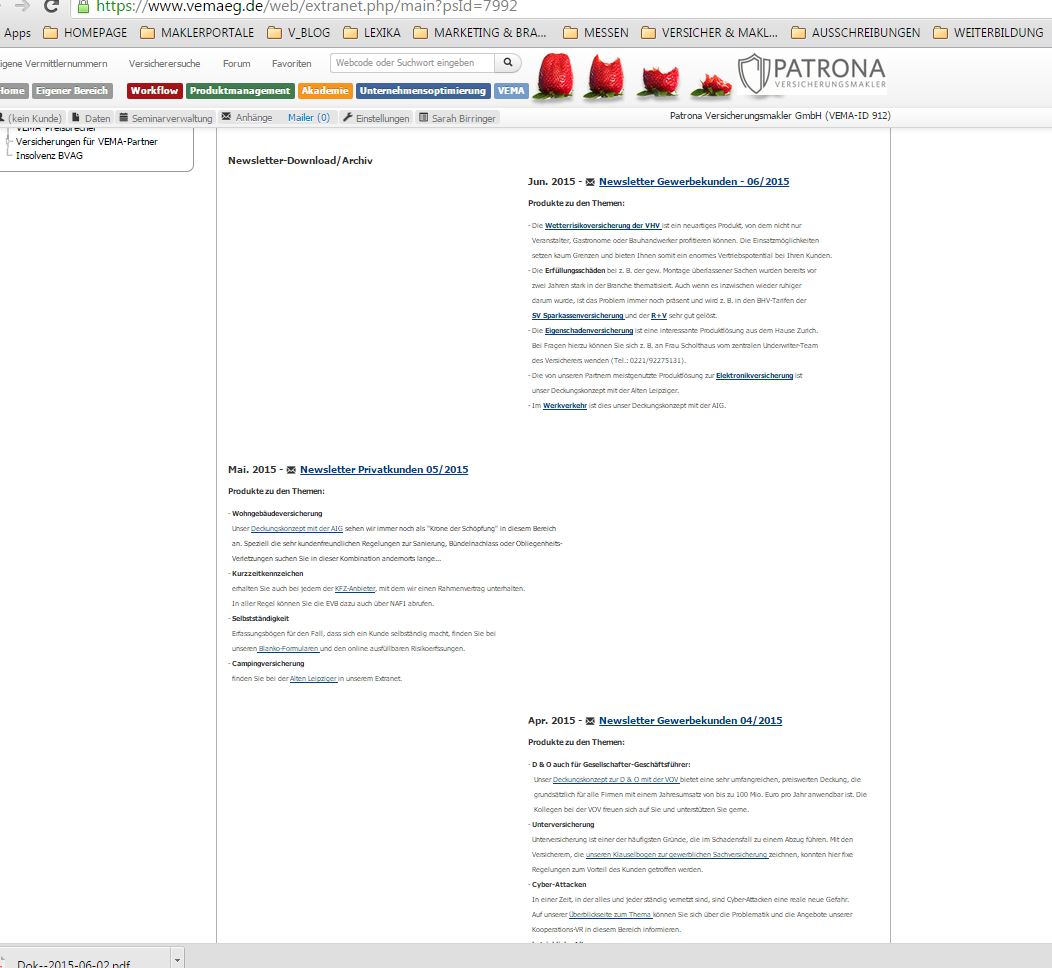 https://www.vemaeg.de/web/extranet.php/main?psId=7992
Apps HOMEPAGE MAKLERPORTALE V_BLOG LEXIKA MARKETING & BRA... MESSEN VERSICHER & MAKL... AUSSCHREIBUNGEN WEITERBILDUNG
igene Vermittlernummern Versicherersuche Forum Favoriten Webcode oder Suchwort eingeben
PATRONA
VERSICHERUNGSMAKLER
Home Eigener Bereich Workflow Produktmanagement Akademie Unternehmensoptimierung VEMA
(kein Kunde) Daten Seminarverwaltung Anhänge Mailer (0) Einstellungen Sarah Birringer Patrona Versicherungsmakler GmbH (VEMA-ID 912)
VEMA Preisbrecher
Versicherungen für VEMA-Partner
Insolvenz BVAG
Newsletter-Download/Archiv
Jun. 2015 - Newsletter Gewerbekunden - 06/2015
Produkte zu den Themen:
- Die Wetterrisikoversicherung der VHV ist ein neuartiges Produkt, von dem nicht nur
Veranstalter, Gastronome oder Bauhandwerker profitieren können. Die Einsatzmöglichkeiten
setzen kaum Grenzen und bieten Ihnen somit ein enormes Vertriebspotential bei Ihren Kunden.
- Die Erfüllungsschäden bei z. B. der gew. Montage überlassener Sachen wurden bereits vor
zwei Jahren stark in der Branche thematisiert. Auch wenn es inzwischen wieder ruhiger
darum wurde, ist das Problem immer noch präsent und wird z. B. in den BHV-Tarifen der
SV Sparkassenversicherung und der R+V sehr gut gelöst.
- Die Eigenschadenversicherung ist eine interessante Produktlösung aus dem Hause Zurich.
Bei Fragen hierzu können Sie sich z. B. an Frau Scholthaus vom zentralen Underwriter-Team
des Versicherers wenden (Tel.: 0221/92275131).
- Die von unseren Partnern meistgenutzte Produktlösung zur Elektronikversicherung ist
unser Deckungskonzept mit der Alten Leipziger.
- Im Werkverkehr ist dies unser Deckungskonzept mit der AIG.
Mai. 2015 - Newsletter Privatkunden 05/2015
Produkte zu den Themen:
- Wohngebäudeversicherung
Unser Deckungskonzept mit der AIG sehen wir immer noch als "Krone der Schöpfung" in diesem Bereich
an. Speziell die sehr kundenfreundlichen Regelungen zur Sanierung, Bündelnachlass oder Obliegenheits-
Verletzungen suchen Sie in dieser Kombination andernorts lange...
- Kurzzeitkennzeichen
erhalten Sie auch bei jedem der KFZ-Anbieter, mit dem wir einen Rahmenvertrag unterhalten.
In aller Regel können Sie die EVB dazu auch über NAFI abrufen.
- Selbstständigkeit
Erfassungsbögen für den Fall, dass sich ein Kunde selbständig macht, finden Sie bei
unseren Blanko-Formularen und den online ausfüllbaren Risikoerfssungen.
- Campingversicherung
finden Sie bei der Alten Leipziger in unserem Extranet.
Apr. 2015 - Newsletter Gewerbekunden 04/2015
Produkte zu den Themen:
- D & O auch für Gesellschafter-Geschäftsführer:
Unser Deckungskonzept zur D & O mit der VOV bietet eine sehr umfangreichen, preiswerten Deckung, die
grundsätzlich für alle Firmen mit einem Jahresumsatz von bis zu 100 Mio. Euro pro Jahr anwendbar ist. Die
Kollegen bei der VOV freuen sich auf Sie und unterstützen Sie gerne.
- Unterversicherung
Unterversicherung ist einer der häufigsten Gründe, die im Schadensfall zu einem Abzug führen. Mit den
Versicherern, die unseren Klauselbogen zur gewerblichen Sachversicherung zeichnen, konnten hier fixe
Regelungen zum Vorteil des Kunden getroffen werden.
- Cyber-Attacken
In einer Zeit, in der alles und jeder ständig vernetzt sind, sind Cyber-Attacken eine reale neue Gefahr.
Auf unserer Überblickseite zum Thema können Sie sich über die Problematik und die Angebote unserer
Kooperations-VR in diesem Bereich informieren.
Dok--2015-06-02.pdf